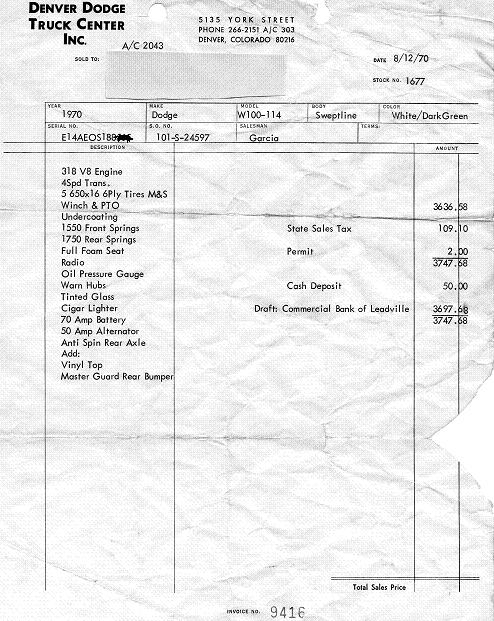 DENVER DODGE
TRUCK CENTER
INC.
A/C 2043
5135 YORK STREET
PHONE 266-2151 A/C 303
DENVER, COLORADO 80216
SOLD TO:
DATE 8/12/70
STOCK NO. 1677
YEAR MAKE MODEL BODY COLOR
1970 Dodge W100-114 Sweptline White/DarkGreen
SERIAL NO. S.O. NO. SALESMAN TERMS:
E14AEOS188 101-S-24597 Garcia
DESCRIPTION AMOUNT
318 V8 Engine
4Spd Trans.
5 650x16 6Ply Tires M&S
Winch & PTO 3636.58
Undercoating
1550 Front Springs State Sales Tax 109.10
1750 Rear Springs
Full Foam Seat Permit 2.00
Radio 3747.68
Oil Pressure Gauge
Warn Hubs Cash Deposit 50.00
Tinted Glass
Cigar Lighter Draft: Commercial Bank of Leadville 3697.68
70 Amp Battery 3747.68
50 Amp Alternator
Anti Spin Rear Axle
Add:
Vinyl Top
Master Guard Rear Bumper
Total Sales Price
INVOICE NO. 9416